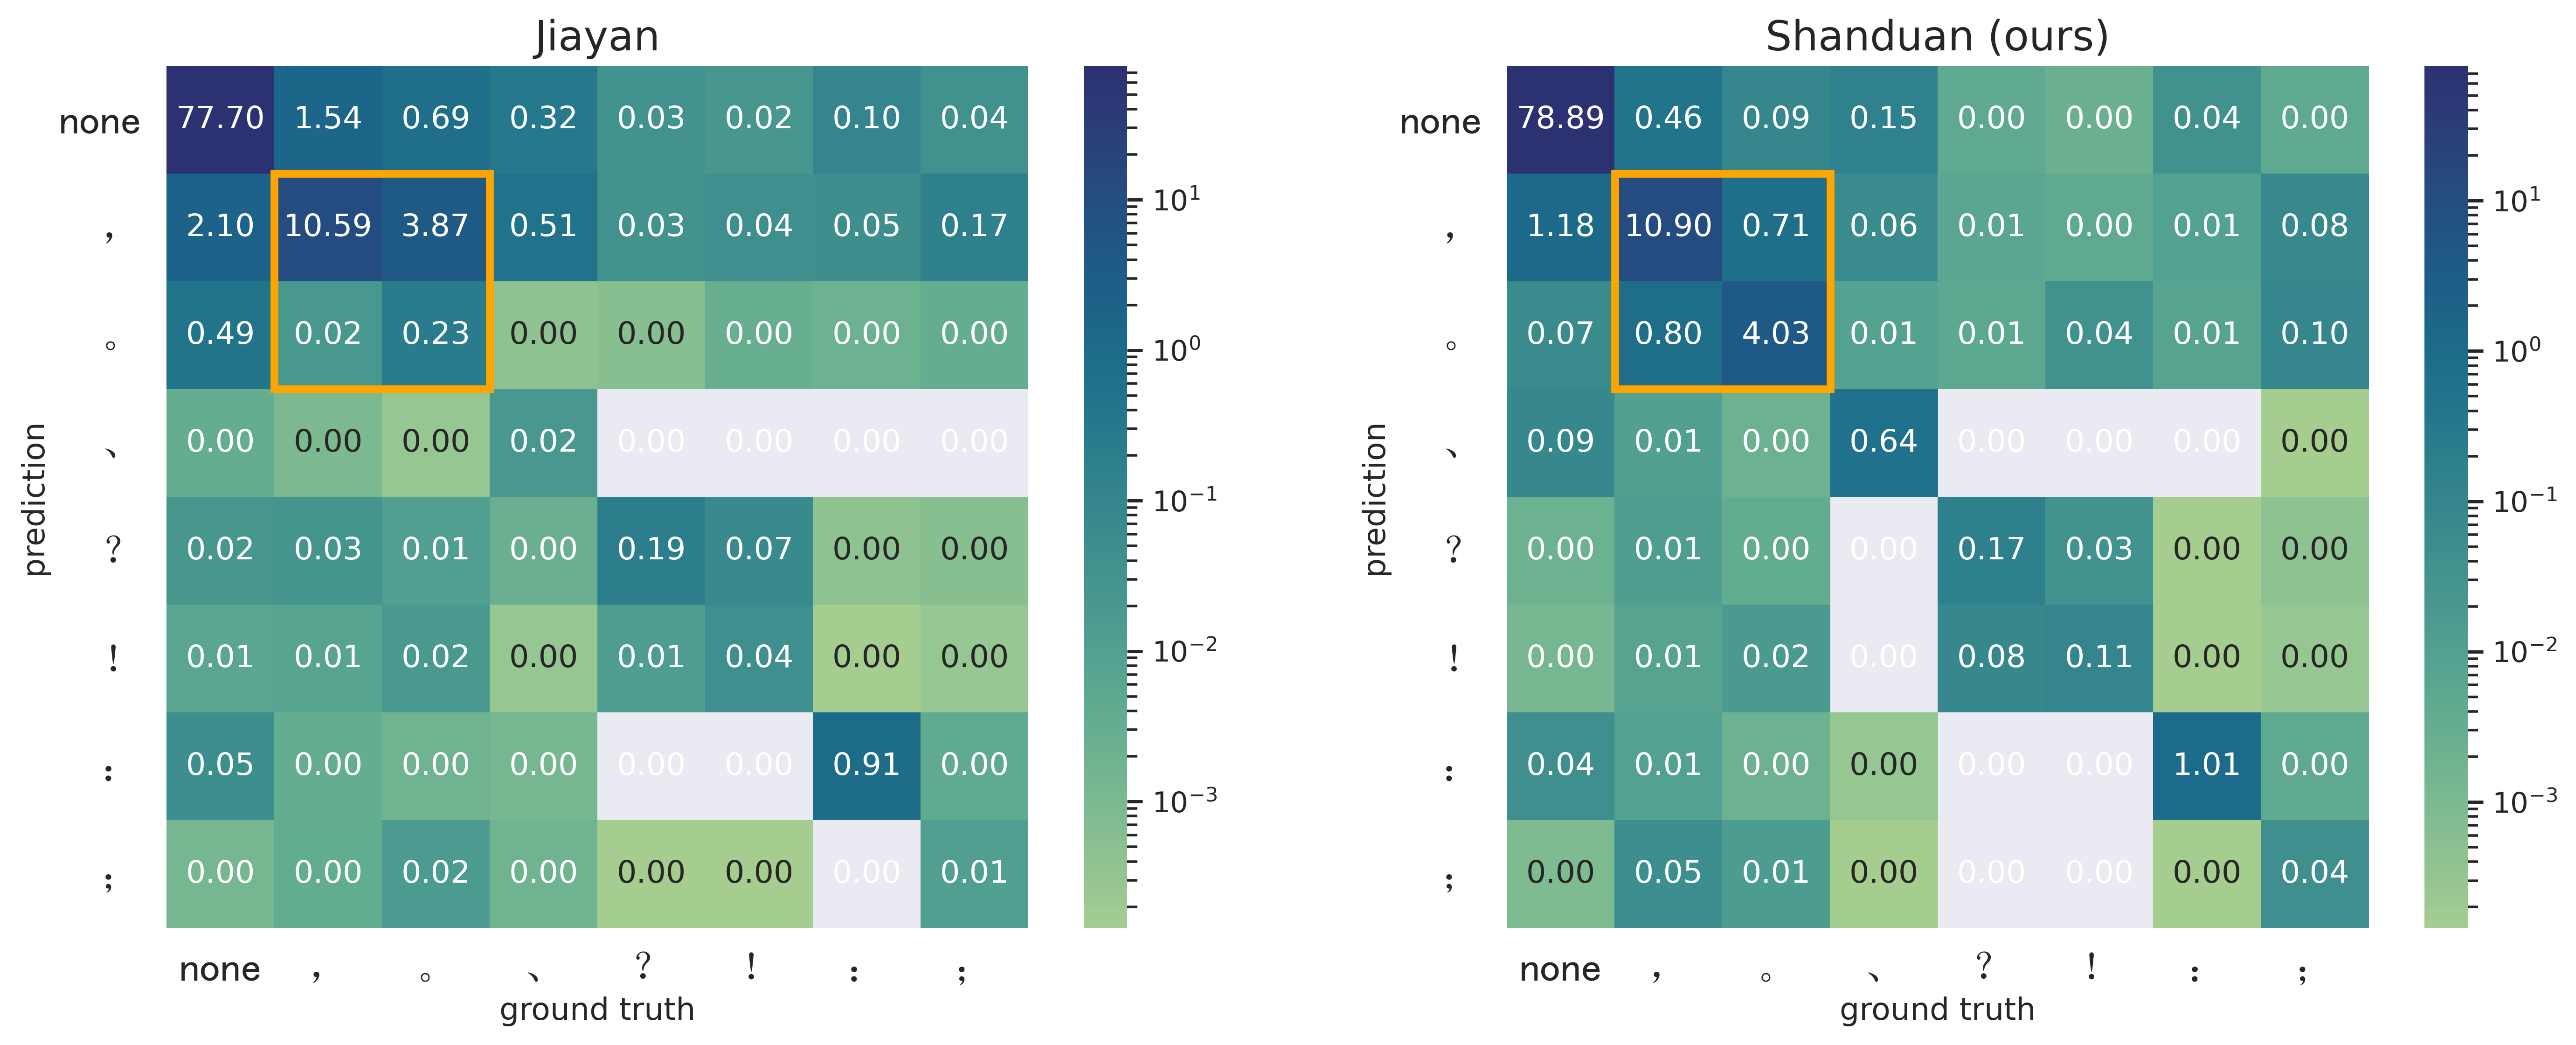 Jiayan
none 77.70 1.54 0.69 0.32 0.03 0.02 0.10 0.04
， 2.10 10.59 3.87 0.51 0.03 0.04 0.05 0.17
。 0.49 0.02 0.23 0.00 0.00 0.00 0.00 0.00
、 0.00 0.00 0.00 0.02 0.00 0.00 0.00 0.00
？ 0.02 0.03 0.01 0.00 0.19 0.07 0.00 0.00
！ 0.01 0.01 0.02 0.00 0.01 0.04 0.00 0.00
： 0.05 0.00 0.00 0.00 0.00 0.00 0.91 0.00
； 0.00 0.00 0.02 0.00 0.00 0.00 0.00 0.01
none ， 。 、 ？ ！ ： ；
prediction
ground truth
10¹
10⁰
10⁻¹
10⁻²
10⁻³
Shanduan (ours)
none 78.89 0.46 0.09 0.15 0.00 0.00 0.04 0.00
， 1.18 10.90 0.71 0.06 0.01 0.00 0.01 0.08
。 0.07 0.80 4.03 0.01 0.01 0.04 0.01 0.10
、 0.09 0.01 0.00 0.64 0.00 0.00 0.00 0.00
？ 0.00 0.01 0.00 0.00 0.17 0.03 0.00 0.00
！ 0.00 0.01 0.02 0.00 0.08 0.11 0.00 0.00
： 0.04 0.01 0.00 0.00 0.00 0.00 1.01 0.00
； 0.00 0.05 0.01 0.00 0.00 0.00 0.00 0.04
none ， 。 、 ？ ！ ： ；
prediction
ground truth
10¹
10⁰
10⁻¹
10⁻²
10⁻³